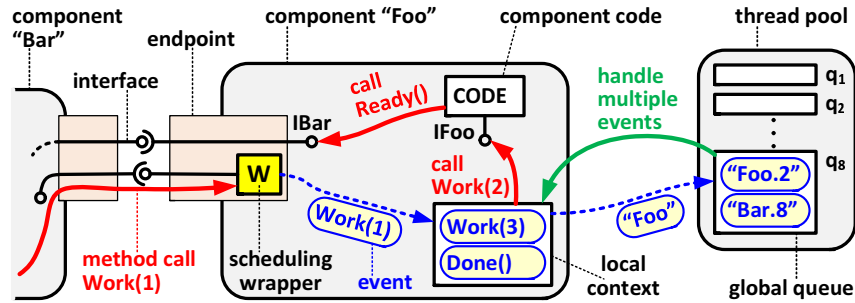 component "Bar"
endpoint
component "Foo"
component code
thread pool
interface
call Ready()
CODE
IBar
IFoo
handle multiple events
q1
q2
q8
W
call Work(2)
"Foo.2"
"Bar.8"
Work(1)
Work(3)
Done()
"Foo"
method call Work(1)
scheduling wrapper
event
local context
global queue